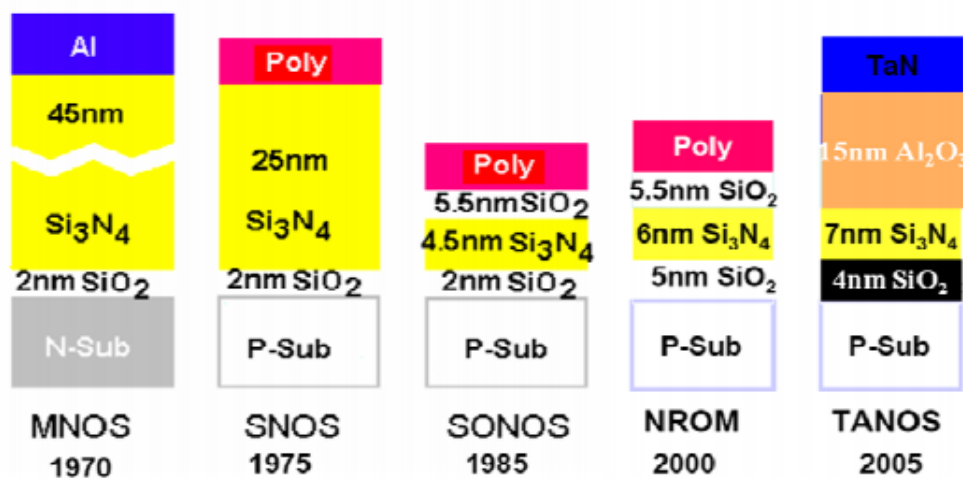 Al
45nm
Si3N4
2nm SiO2
N-Sub
MNOS
1970
Poly
25nm
Si3N4
2nm SiO2
P-Sub
SNOS
1975
Poly
5.5nm SiO2
4.5nm Si3N4
2nm SiO2
P-Sub
SONOS
1985
Poly
5.5nm SiO2
6nm Si3N4
5nm SiO2
P-Sub
NROM
2000
TaN
15nm Al2O3
7nm Si3N4
4nm SiO2
P-Sub
TANOS
2005